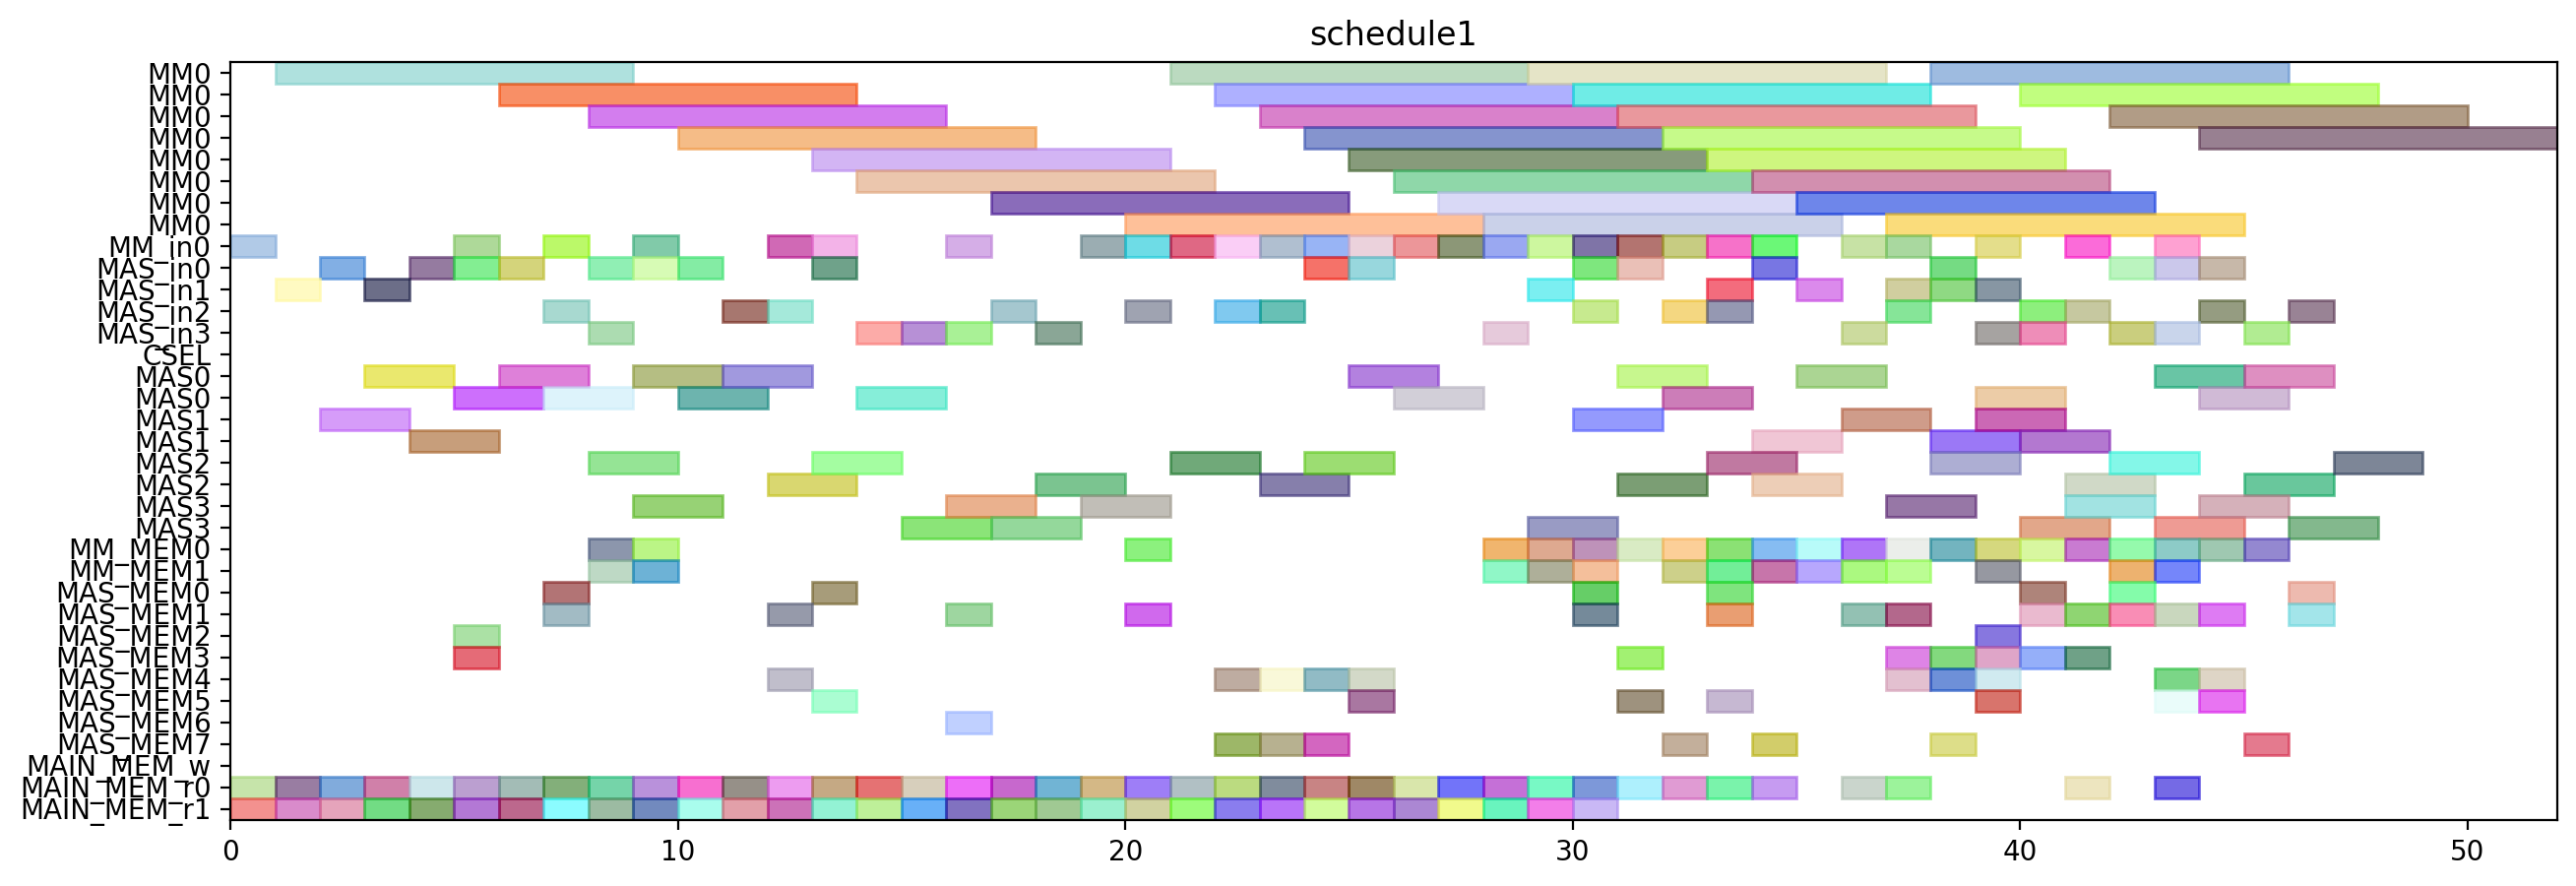 schedule1
MM0
MM0
MM0
MM0
MM0
MM0
MM0
MM0
MM_in0
MAS_in0
MAS_in1
MAS_in2
MAS_in3
CSEL
MAS0
MAS0
MAS1
MAS1
MAS2
MAS2
MAS3
MAS3
MM_MEM0
MM_MEM1
MAS_MEM0
MAS_MEM1
MAS_MEM2
MAS_MEM3
MAS_MEM4
MAS_MEM5
MAS_MEM6
MAS_MEM7
MAIN_MEM_w
MAIN_MEM_r0
MAIN_MEM_r1
0 10 20 30 40 50